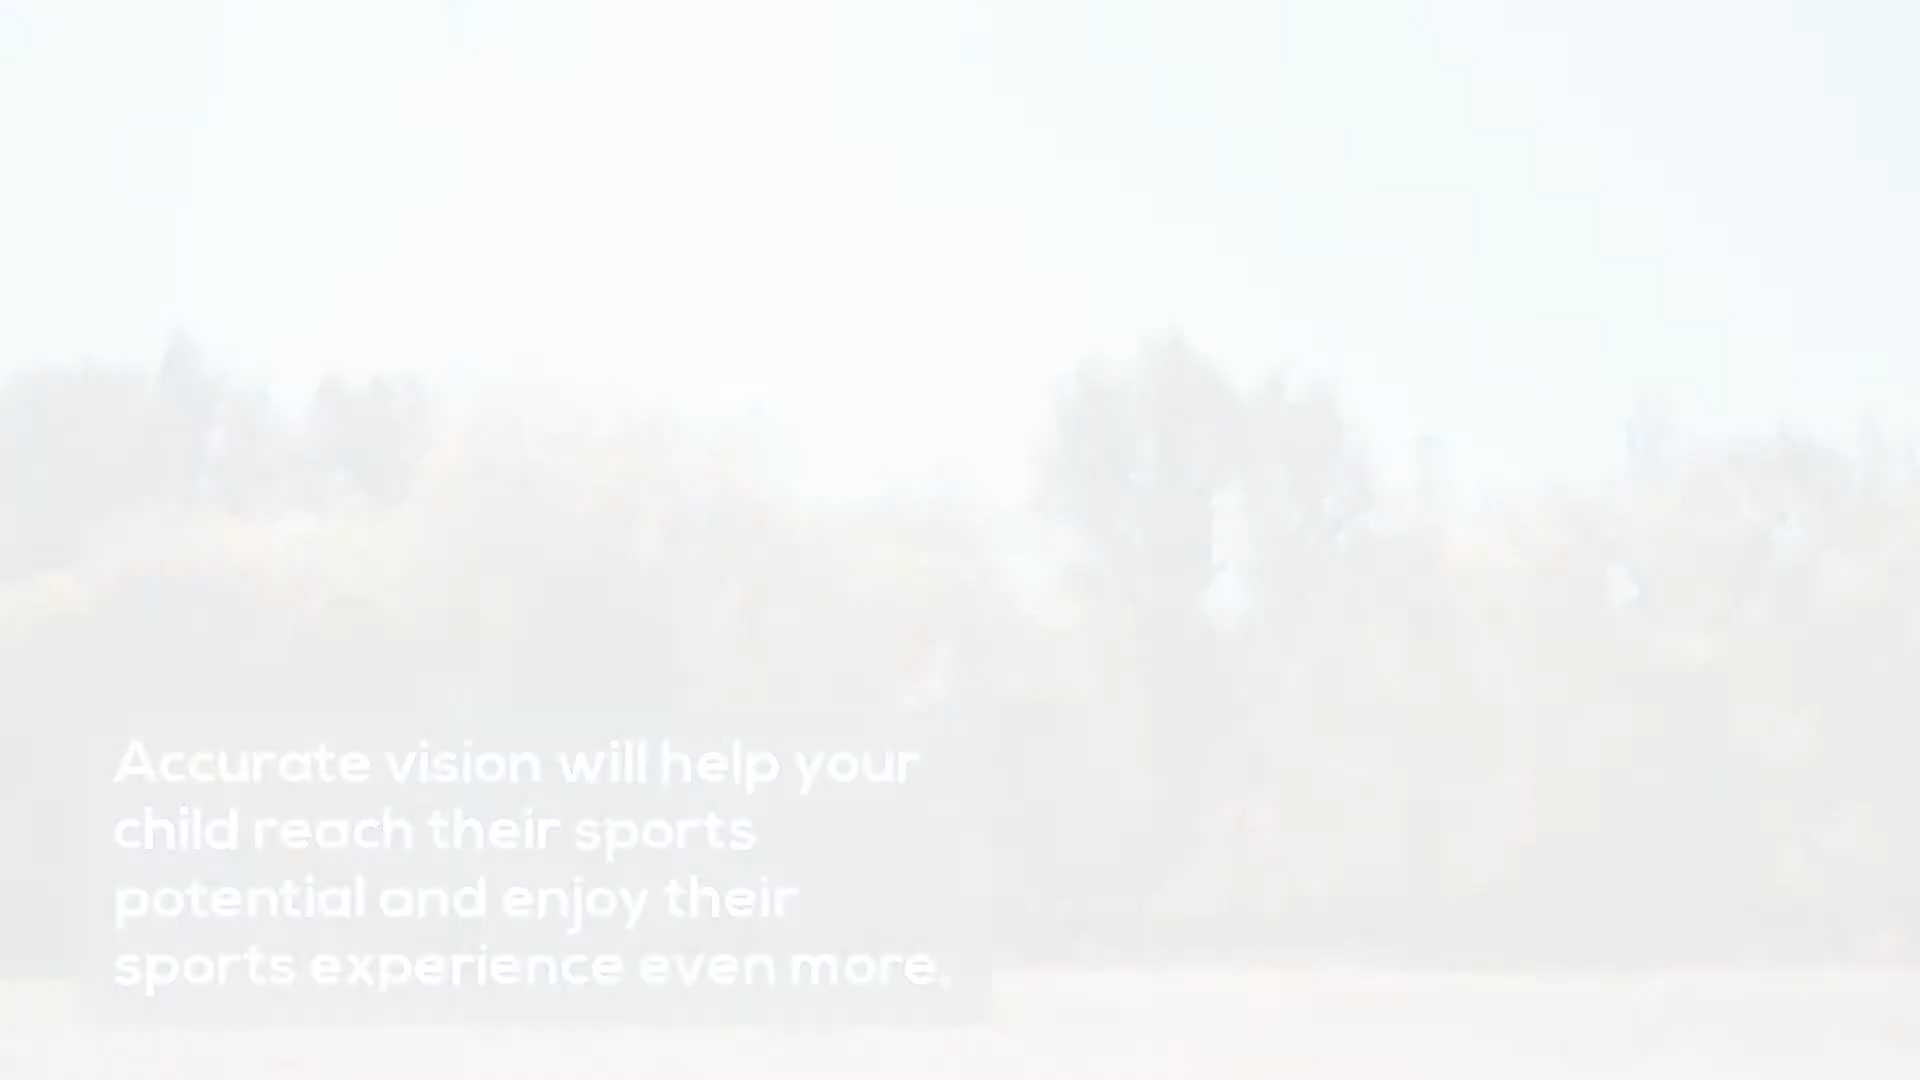 Accurate vision will help your
child reach their sports
potential and enjoy their
sports experience even more.